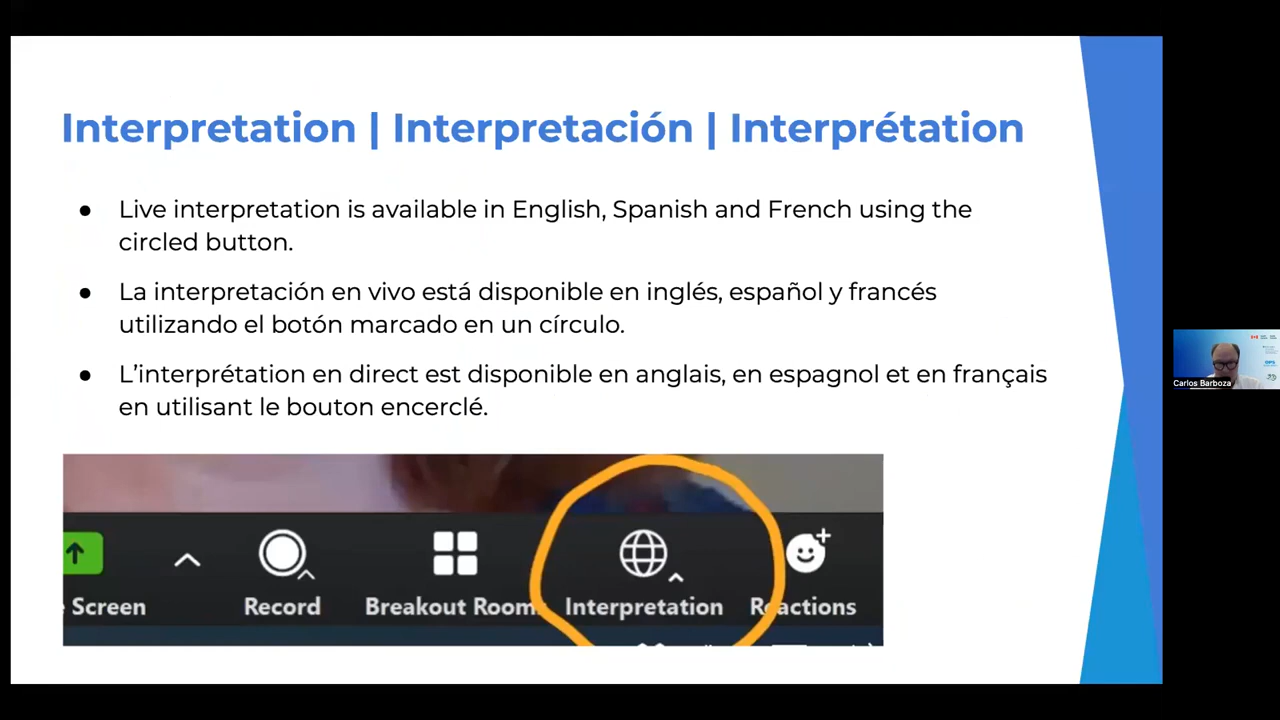 Interpretation | Interpretación | Interprétation
● Live interpretation is available in English, Spanish and French using the
circled button.
● La interpretación en vivo está disponible en inglés, español y francés
utilizando el botón marcado en un círculo.
● L’interprétation en direct est disponible en anglais, en espagnol et en français
en utilisant le bouton encerclé.
Screen Record Breakout Room Interpretation Reactions
Carlos Barboza